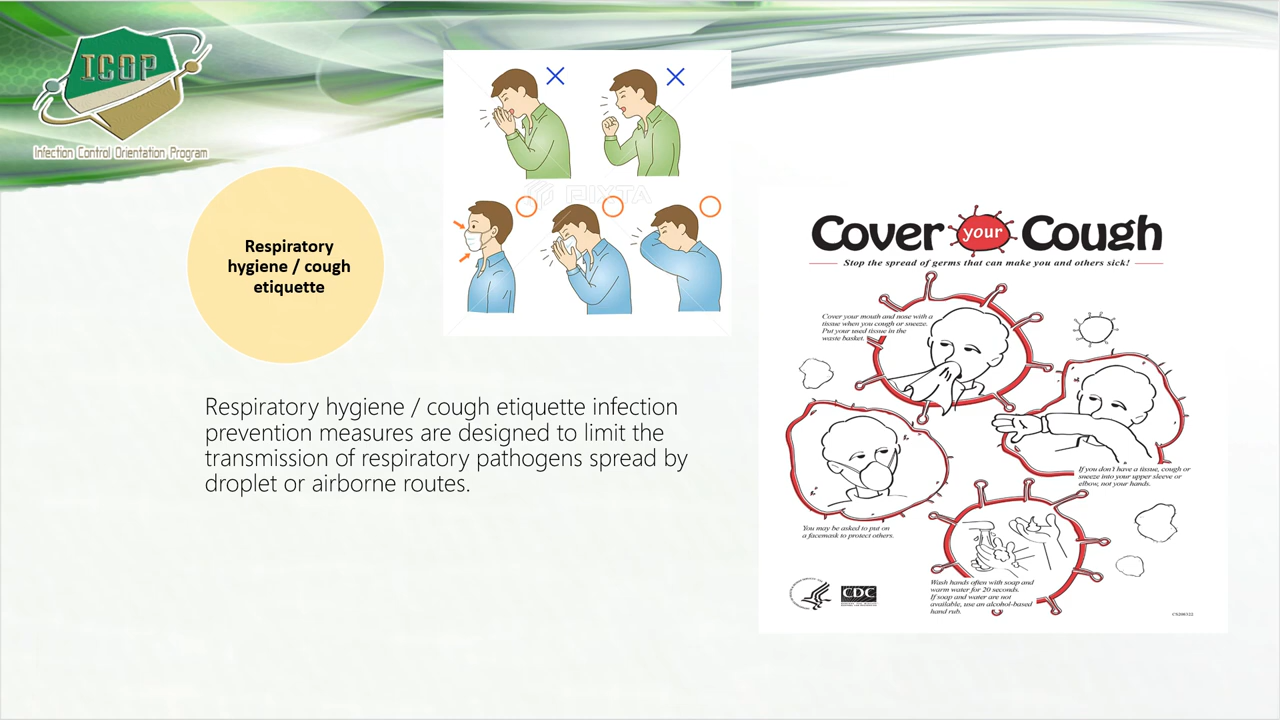 ICOP
Infection Control Orientation Program
PIXTA
Respiratory
hygiene / cough
etiquette
Respiratory hygiene / cough etiquette infection
prevention measures are designed to limit the
transmission of respiratory pathogens spread by
droplet or airborne routes.
Cover your Cough
Stop the spread of germs that can make you and others sick!
Cover your mouth and nose with a
tissue when you cough or sneeze.
Put your used tissue in the
waste basket.
If you don't have a tissue, cough or
sneeze into your upper sleeve or
elbow, not your hands.
You may be asked to put on
a facemask to protect others.
Wash hands often with soap and
warm water for 20 seconds.
If soap and water are not
available, use an alcohol-based
hand rub.
CDC
CS208322